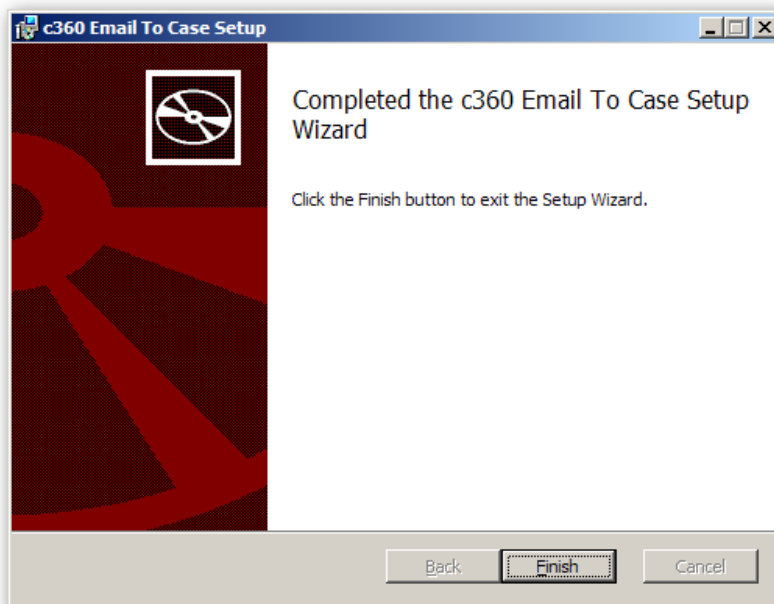 c360 Email To Case Setup
Completed the c360 Email To Case Setup
Wizard
Click the Finish button to exit the Setup Wizard.
Back Finish Cancel